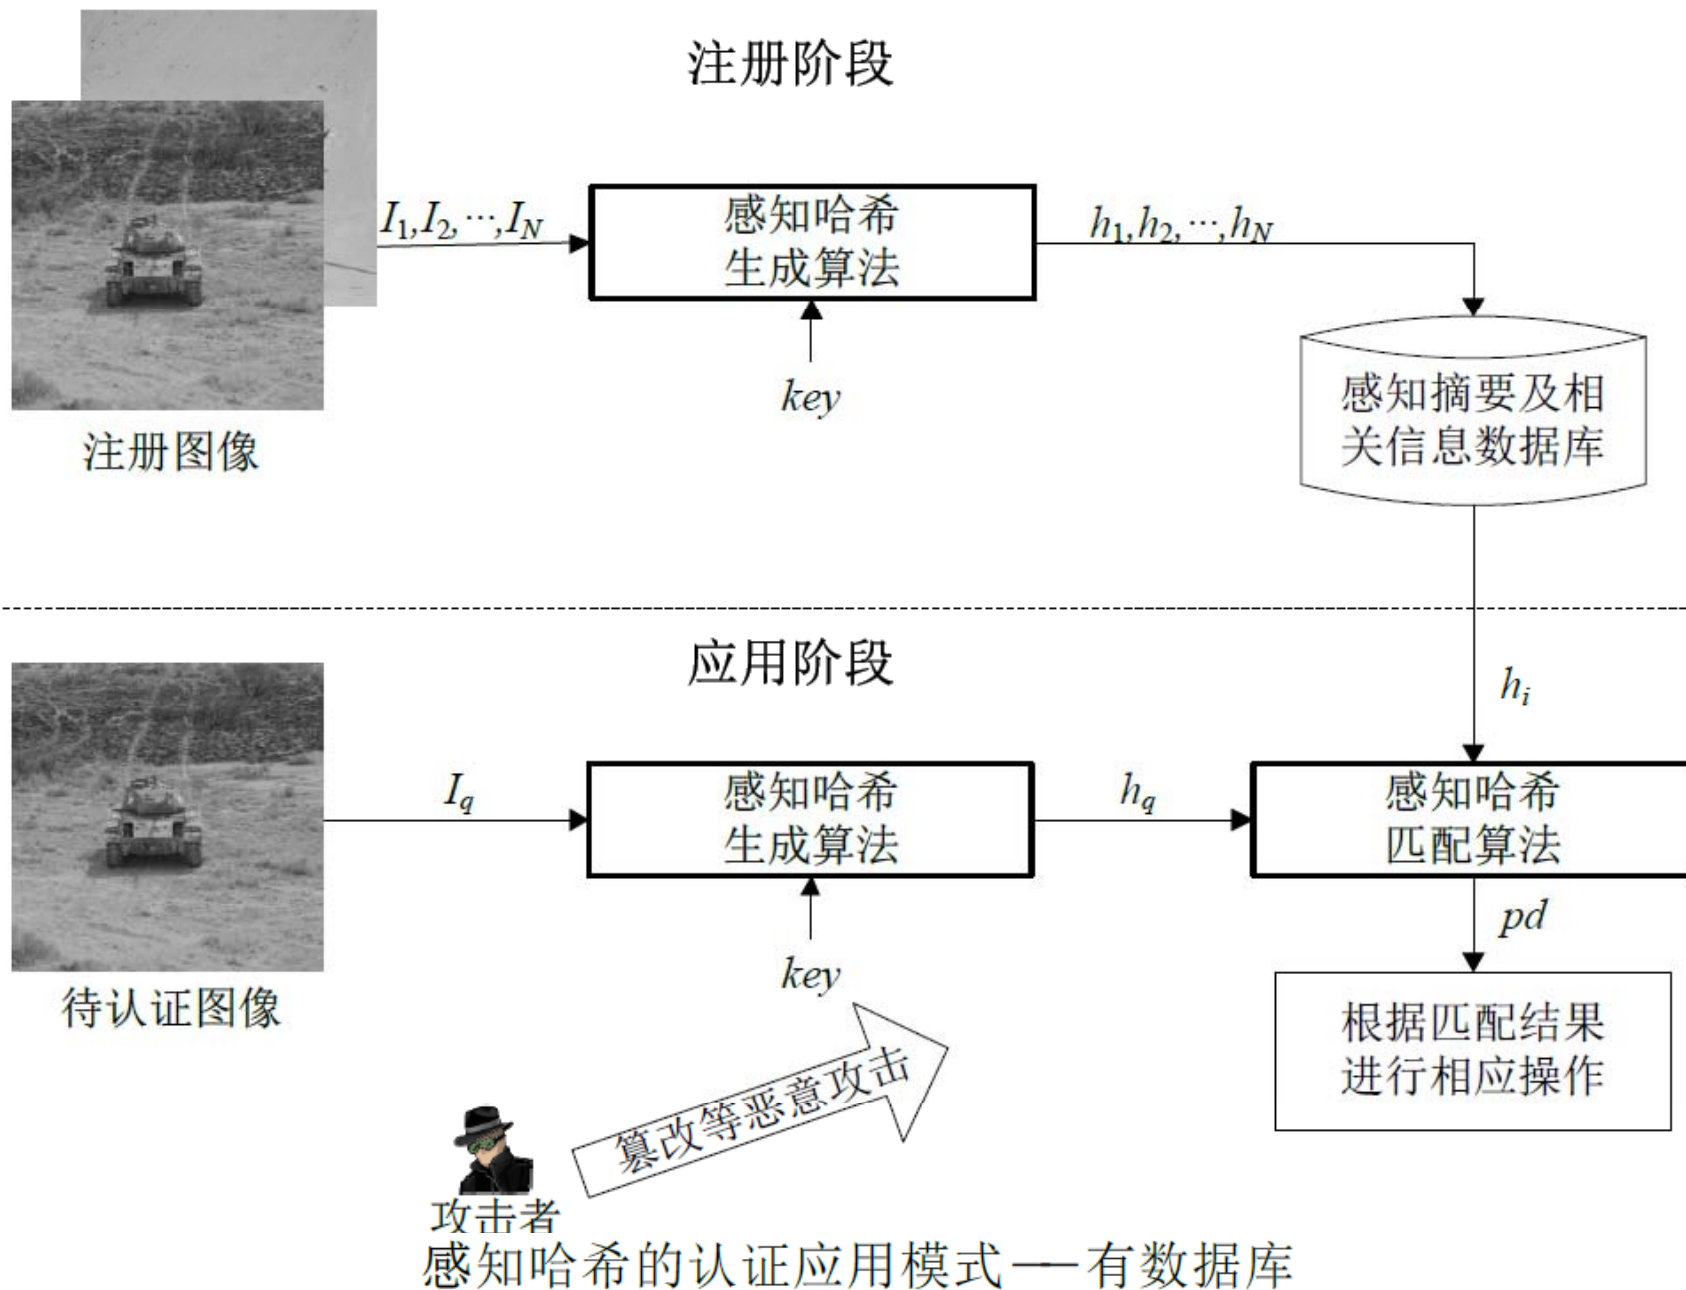 注册阶段
I₁,I₂,⋯,I_N
感知哈希
生成算法
h₁,h₂,⋯,h_N
key
注册图像
感知摘要及相
关信息数据库
应用阶段
h_i
I_q
感知哈希
生成算法
h_q
感知哈希
匹配算法
key
pd
待认证图像
根据匹配结果
进行相应操作
篡改等恶意攻击
攻击者
感知哈希的认证应用模式——有数据库